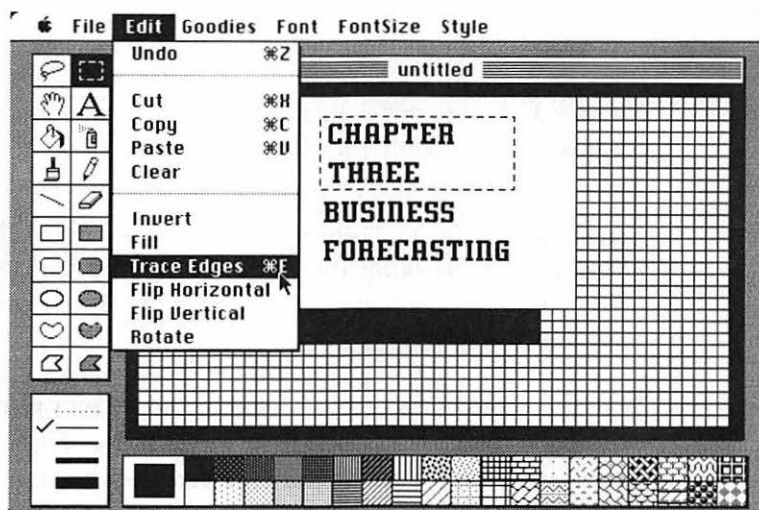 File Edit Goodies Font FontSize Style
untitled
Undo ⌘Z
Cut ⌘X
Copy ⌘C
Paste ⌘V
Clear
Invert
Fill
Trace Edges ⌘E
Flip Horizontal
Flip Vertical
Rotate
A
CHAPTER
THREE
BUSINESS
FORECASTING